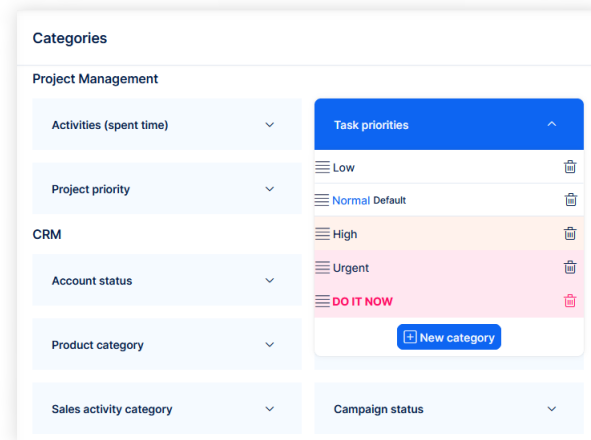 Categories
Project Management
Activities (spent time)
Project priority
Task priorities
Low
Normal Default
High
Urgent
DO IT NOW
New category
CRM
Account status
Product category
Sales activity category
Campaign status